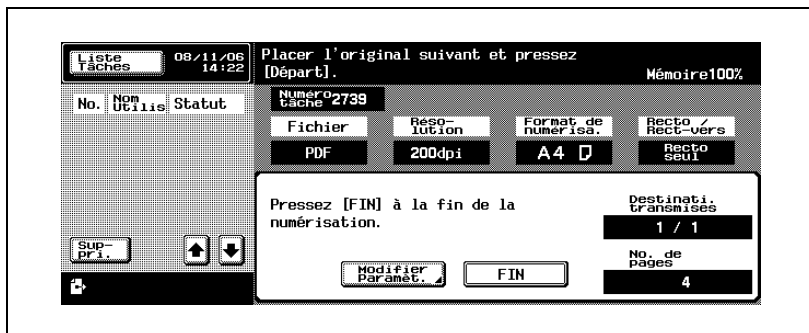 Liste
Tâches
08/11/06
14:22
Placer l'original suivant et pressez
[Départ].
Mémoire100%
No. Nom
Utilis Statut
Numéro
tâche 2739
Fichier
Réso-
lution
Format de
numérisa.
Recto /
Rect-vers
PDF
200dpi
A4
Recto
seul
Pressez [FIN] à la fin de la
numérisation.
Destinati.
transmises
1 / 1
No. de
pages
4
Modifier
Paramèt.
FIN
Sup-
pri.